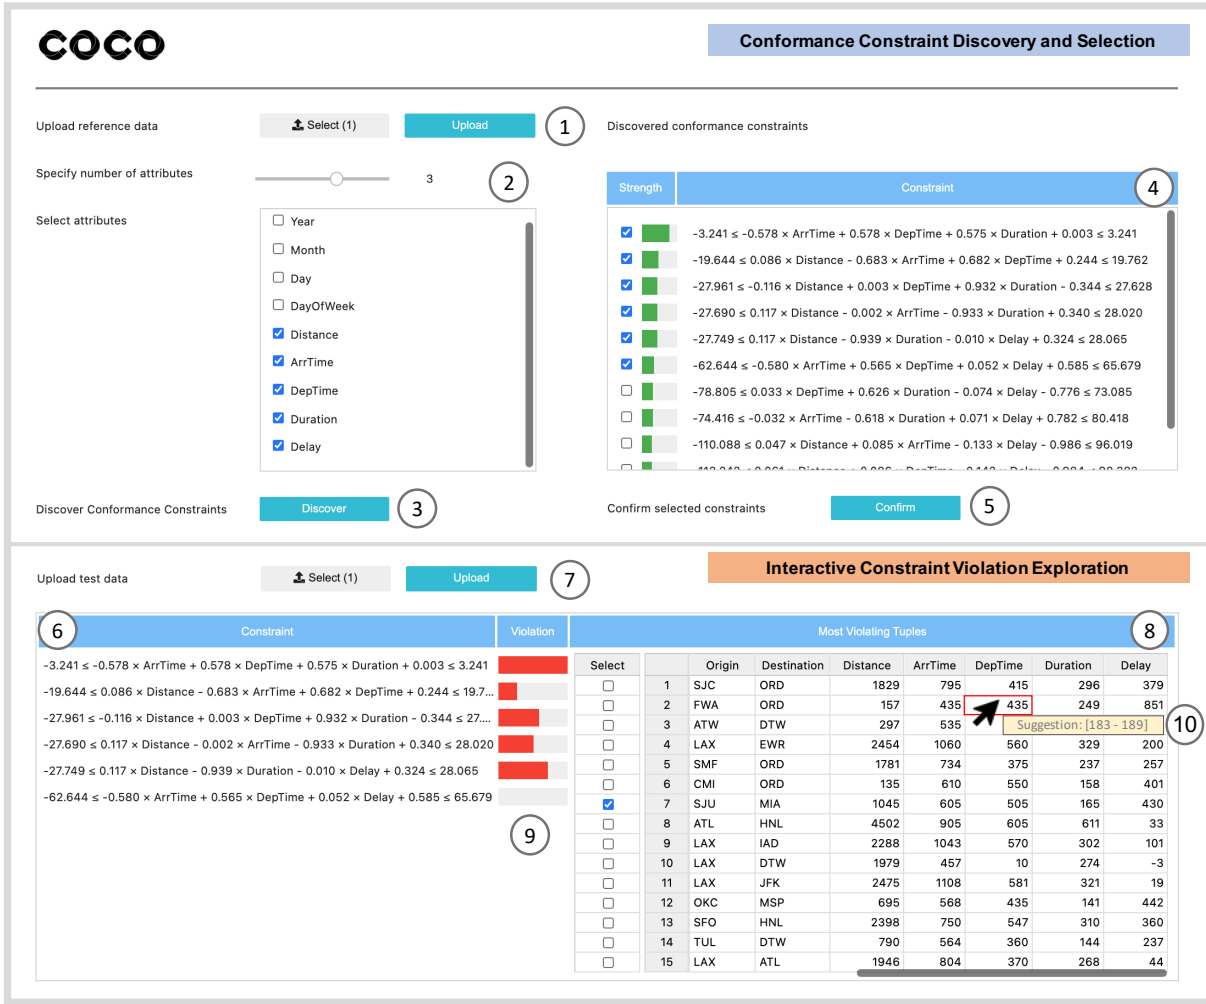 COCO
Conformance Constraint Discovery and Selection
Upload reference data
Select (1)
Upload
1
Specify number of attributes
3
2
Select attributes
Year
Month
Day
DayOfWeek
Distance
ArrTime
DepTime
Duration
Delay
Discover Conformance Constraints
Discover
3
Discovered conformance constraints
Strength Constraint 4
-3.241 ≤ -0.578 × ArrTime + 0.578 × DepTime + 0.575 × Duration + 0.003 ≤ 3.241
-19.644 ≤ 0.086 × Distance - 0.683 × ArrTime + 0.682 × DepTime + 0.244 ≤ 19.762
-27.961 ≤ -0.116 × Distance + 0.003 × DepTime + 0.932 × Duration - 0.344 ≤ 27.628
-27.690 ≤ 0.117 × Distance - 0.002 × ArrTime - 0.933 × Duration + 0.340 ≤ 28.020
-27.749 ≤ 0.117 × Distance - 0.939 × Duration - 0.010 × Delay + 0.324 ≤ 28.065
-62.644 ≤ -0.580 × ArrTime + 0.565 × DepTime + 0.052 × Delay + 0.585 ≤ 65.679
-78.805 ≤ 0.033 × DepTime + 0.626 × Duration - 0.074 × Delay - 0.776 ≤ 73.085
-74.416 ≤ -0.032 × ArrTime - 0.618 × Duration + 0.071 × Delay + 0.782 ≤ 80.418
-110.088 ≤ 0.047 × Distance + 0.085 × ArrTime - 0.133 × Delay - 0.986 ≤ 96.019
Confirm selected constraints
Confirm
5
Upload test data
Select (1)
Upload
7
Interactive Constraint Violation Exploration
6 Constraint Violation
-3.241 ≤ -0.578 × ArrTime + 0.578 × DepTime + 0.575 × Duration + 0.003 ≤ 3.241
-19.644 ≤ 0.086 × Distance - 0.683 × ArrTime + 0.682 × DepTime + 0.244 ≤ 19.7...
-27.961 ≤ -0.116 × Distance + 0.003 × DepTime + 0.932 × Duration - 0.344 ≤ 27....
-27.690 ≤ 0.117 × Distance - 0.002 × ArrTime - 0.933 × Duration + 0.340 ≤ 28.020
-27.749 ≤ 0.117 × Distance - 0.939 × Duration - 0.010 × Delay + 0.324 ≤ 28.065
-62.644 ≤ -0.580 × ArrTime + 0.565 × DepTime + 0.052 × Delay + 0.585 ≤ 65.679
9
Most Violating Tuples 8
Select Origin Destination Distance ArrTime DepTime Duration Delay
1 SJC ORD 1829 795 415 296 379
2 FWA ORD 157 435 435 249 851
3 ATW DTW 297 535
Suggestion: [183 - 189] 10
4 LAX EWR 2454 1060 560 329 200
5 SMF ORD 1781 734 375 237 257
6 CMI ORD 135 610 550 158 401
7 SJU MIA 1045 605 505 165 430
8 ATL HNL 4502 905 605 611 33
9 LAX IAD 2288 1043 570 302 101
10 LAX DTW 1979 457 10 274 -3
11 LAX JFK 2475 1108 581 321 19
12 OKC MSP 695 568 435 141 442
13 SFO HNL 2398 750 547 310 360
14 TUL DTW 790 564 360 144 237
15 LAX ATL 1946 804 370 268 44